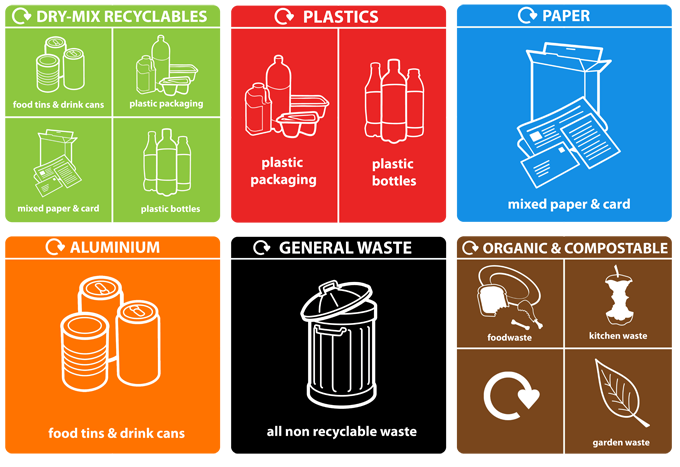 DRY-MIX RECYCLABLES
food tins & drink cans
plastic packaging
mixed paper & card
plastic bottles
PLASTICS
plastic
packaging
plastic
bottles
PAPER
mixed paper & card
ALUMINIUM
food tins & drink cans
GENERAL WASTE
all non recyclable waste
ORGANIC & COMPOSTABLE
foodwaste
kitchen waste
garden waste